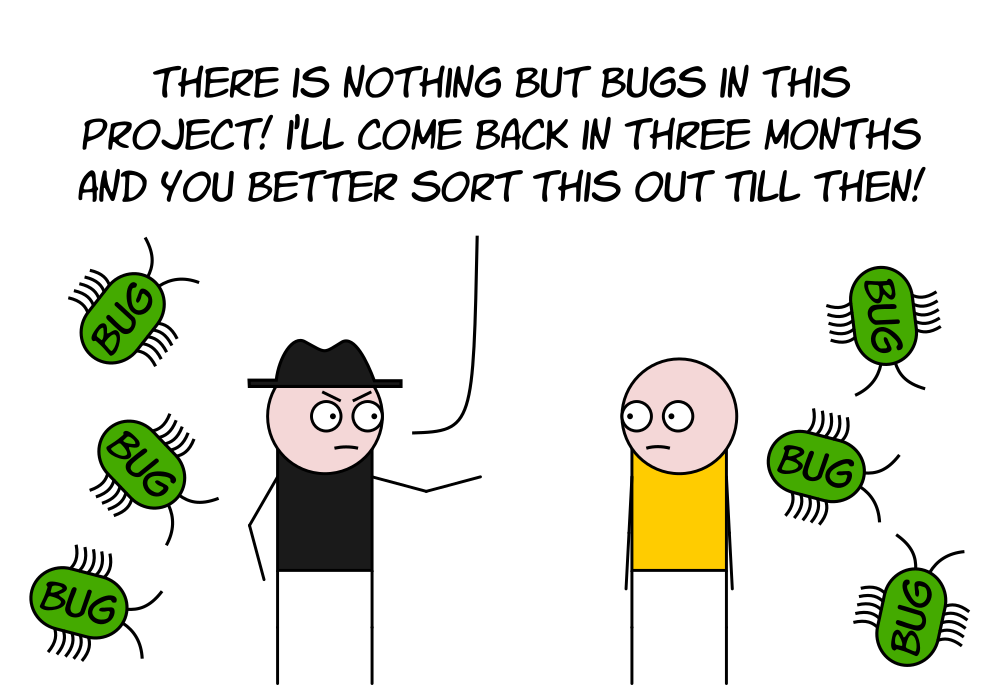 THERE IS NOTHING BUT BUGS IN THIS
PROJECT! I'LL COME BACK IN THREE MONTHS
AND YOU BETTER SORT THIS OUT TILL THEN!
BUG
BUG
BUG
BUG
BUG
BUG